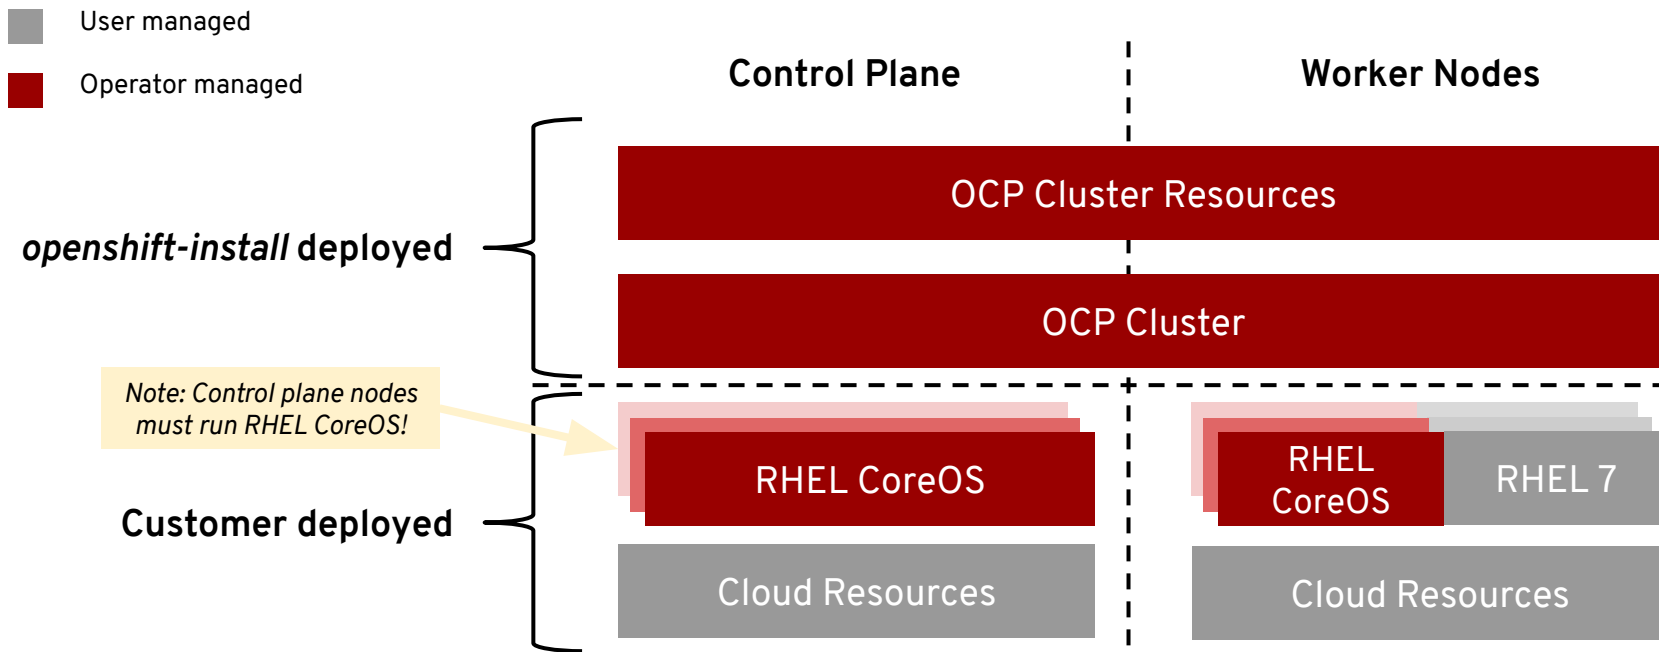 User managed
Operator managed
Control Plane
Worker Nodes
OCP Cluster Resources
openshift-install deployed
OCP Cluster
Note: Control plane nodes
must run RHEL CoreOS!
RHEL CoreOS
RHEL
CoreOS
RHEL 7
Customer deployed
Cloud Resources
Cloud Resources